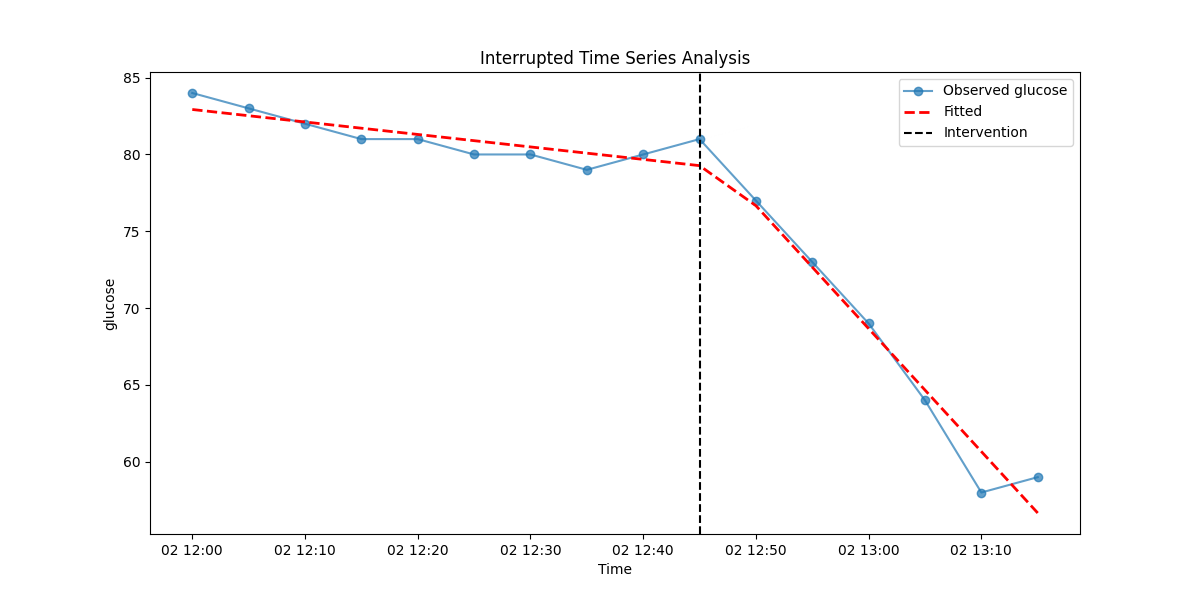 Interrupted Time Series Analysis
85
80
75
70
65
60
glucose
Observed glucose
Fitted
Intervention
02 12:00 02 12:10 02 12:20 02 12:30 02 12:40 02 12:50 02 13:00 02 13:10
Time